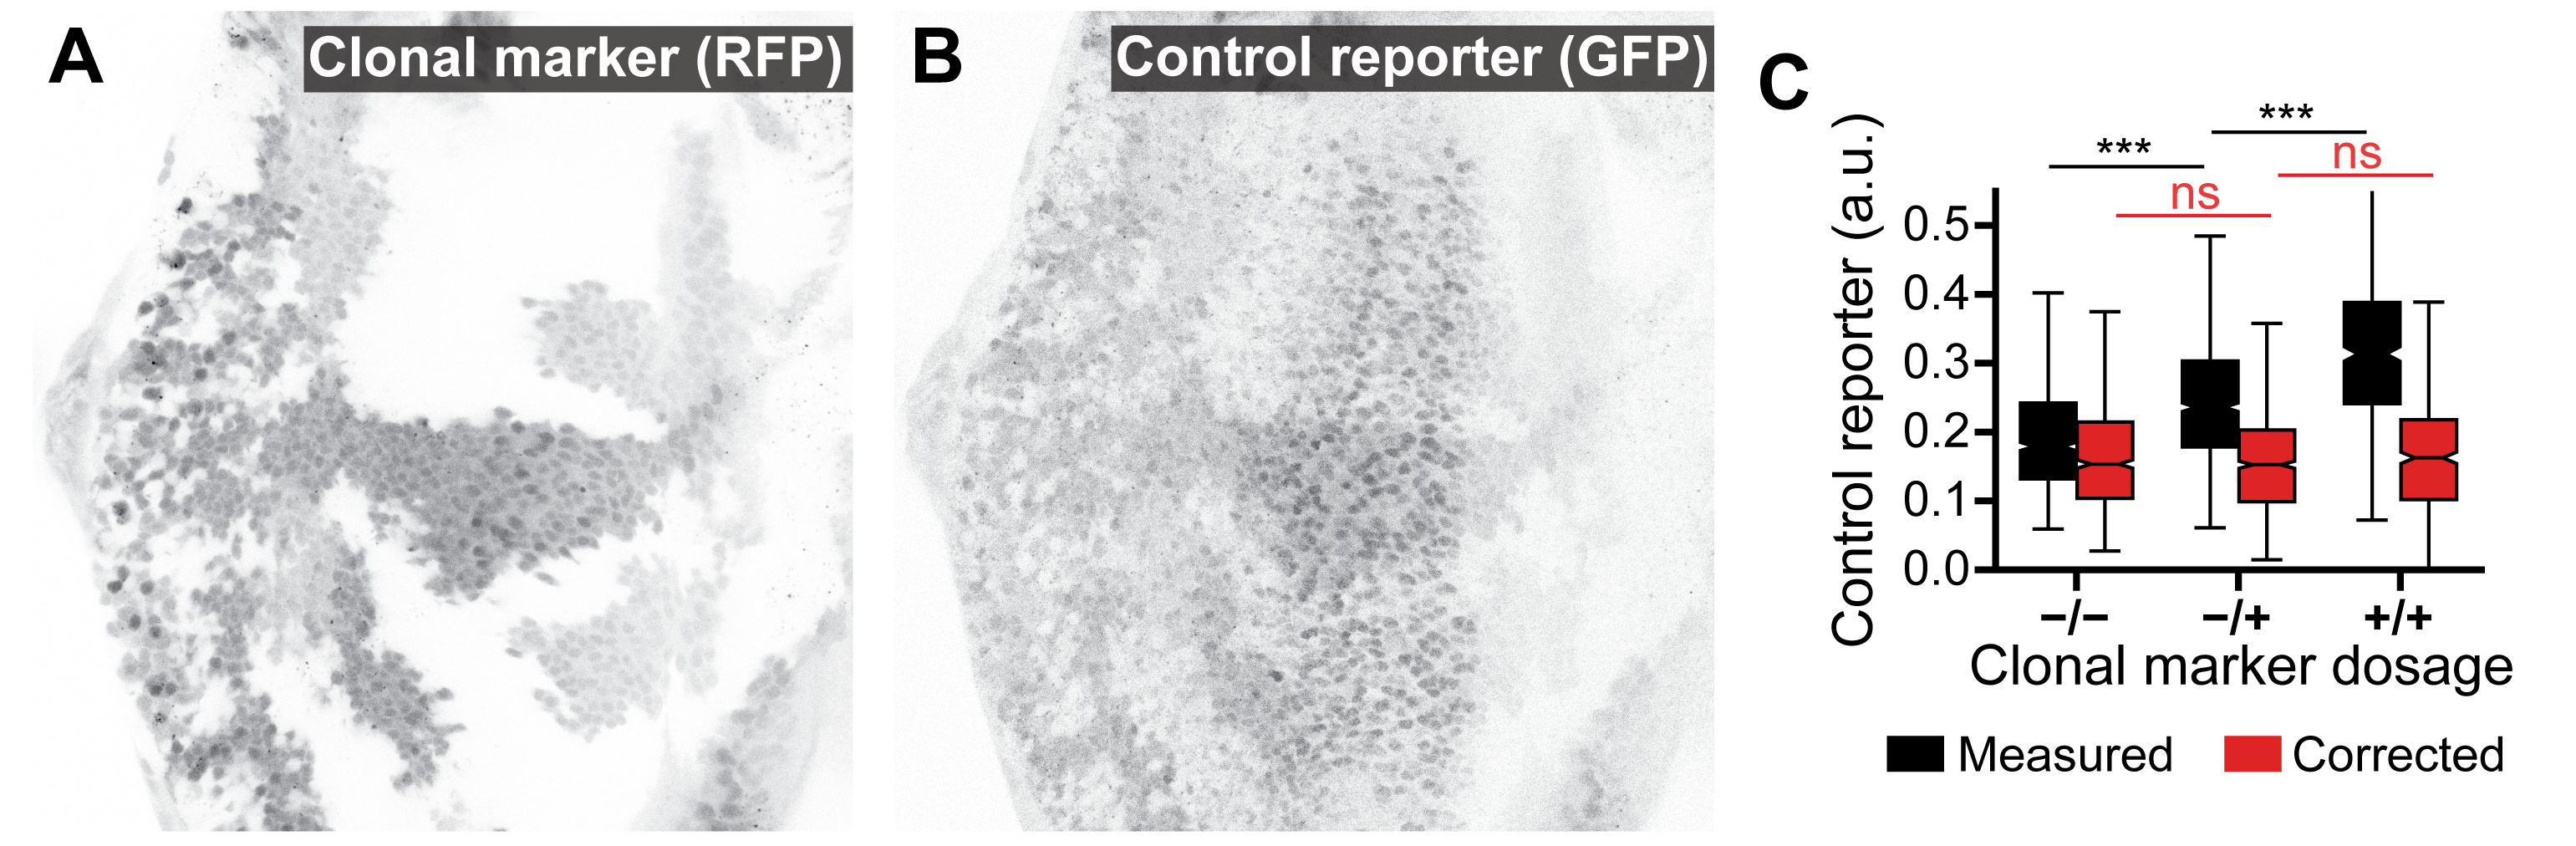 A
Clonal marker (RFP)
B
Control reporter (GFP)
C
Control reporter (a.u.)
***
***
ns
ns
0.5
0.4
0.3
0.2
0.1
0.0
−/−
−/+
+/+
Clonal marker dosage
Measured
Corrected